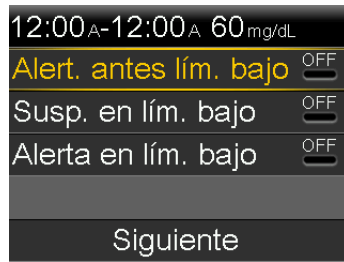 12:00A-12:00A 60mg/dL
Alert. antes lím. bajo OFF
Susp. en lím. bajo OFF
Alerta en lím. bajo OFF
Siguiente